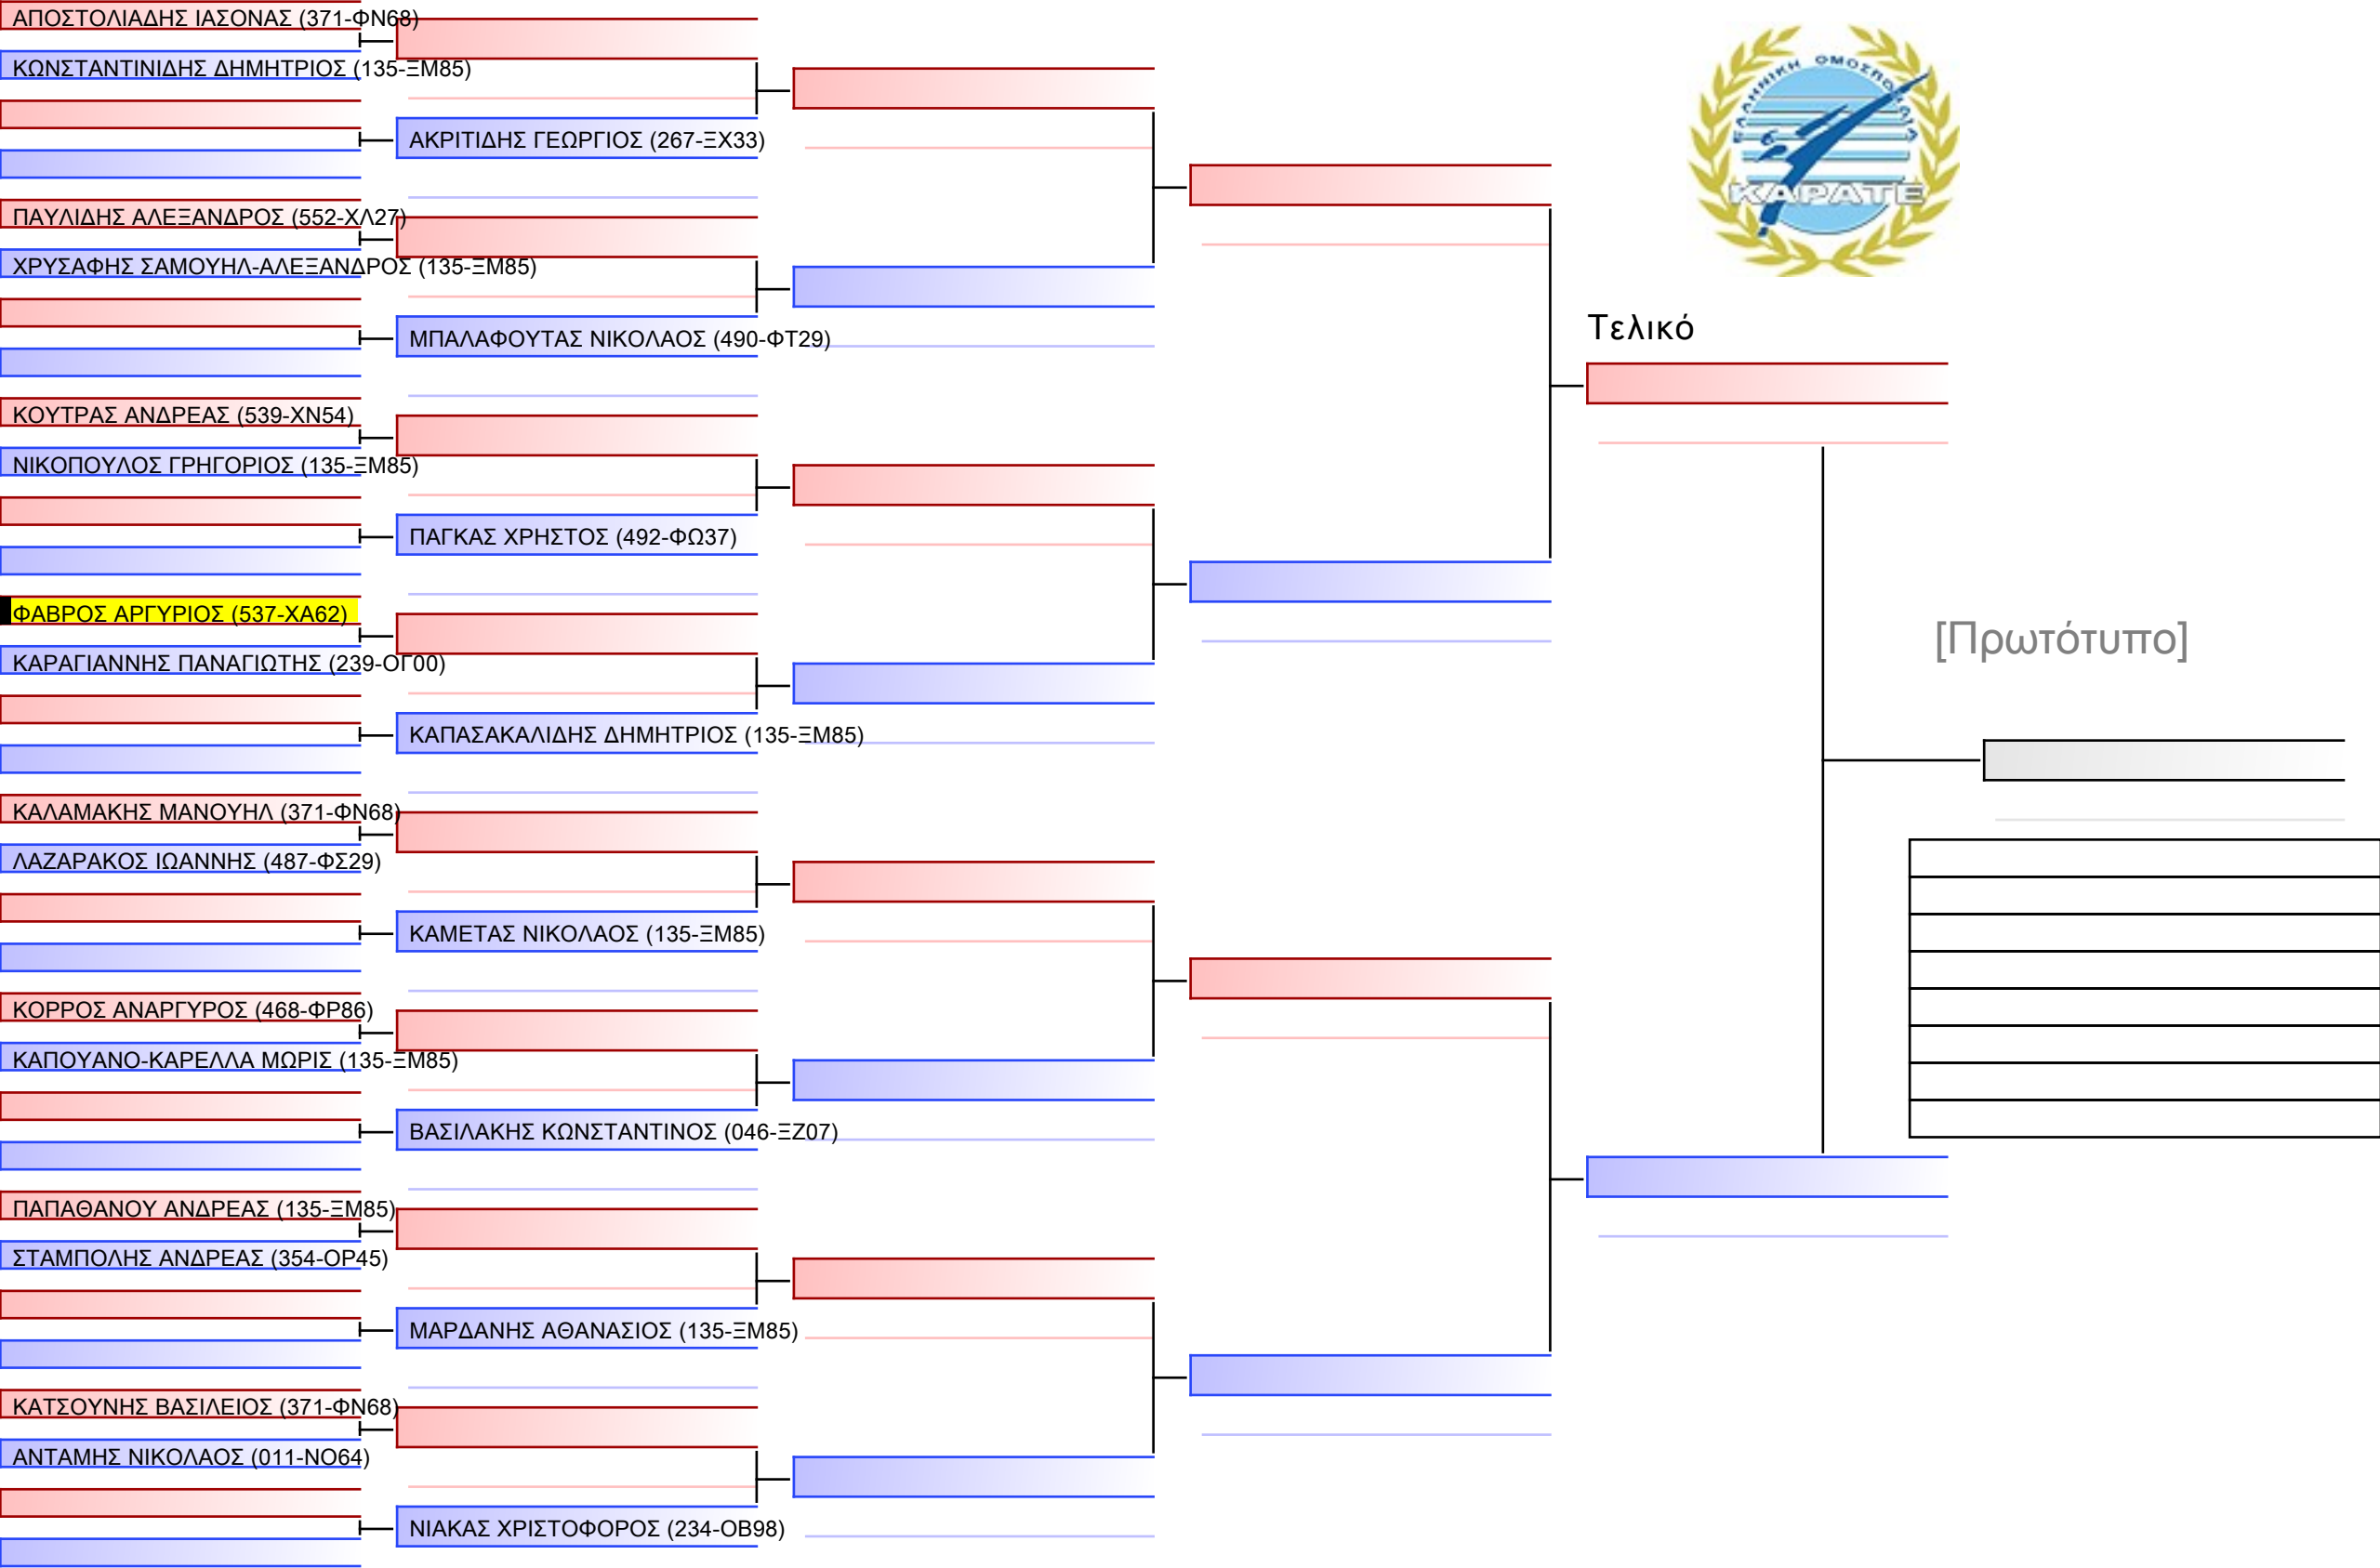 ΑΠΟΣΤΟΛΙΑΔΗΣ ΙΑΣΟΝΑΣ (371-ΦΝ68)
ΚΩΝΣΤΑΝΤΙΝΙΔΗΣ ΔΗΜΗΤΡΙΟΣ (135-ΞΜ85)
ΑΚΡΙΤΙΔΗΣ ΓΕΩΡΓΙΟΣ (267-ΞΧ33)
ΠΑΥΛΙΔΗΣ ΑΛΕΞΑΝΔΡΟΣ (552-ΧΛ27)
ΧΡΥΣΑΦΗΣ ΣΑΜΟΥΗΛ-ΑΛΕΞΑΝΔΡΟΣ (135-ΞΜ85)
ΜΠΑΛΑΦΟΥΤΑΣ ΝΙΚΟΛΑΟΣ (490-ΦΤ29)
ΚΟΥΤΡΑΣ ΑΝΔΡΕΑΣ (539-ΧΝ54)
ΝΙΚΟΠΟΥΛΟΣ ΓΡΗΓΟΡΙΟΣ (135-ΞΜ85)
ΠΑΓΚΑΣ ΧΡΗΣΤΟΣ (492-ΦΩ37)
ΦΑΒΡΟΣ ΑΡΓΥΡΙΟΣ (537-ΧΑ62)
ΚΑΡΑΓΙΑΝΝΗΣ ΠΑΝΑΓΙΩΤΗΣ (239-ΟΓ00)
ΚΑΠΑΣΑΚΑΛΙΔΗΣ ΔΗΜΗΤΡΙΟΣ (135-ΞΜ85)
ΚΑΛΑΜΑΚΗΣ ΜΑΝΟΥΗΛ (371-ΦΝ68)
ΛΑΖΑΡΑΚΟΣ ΙΩΑΝΝΗΣ (487-ΦΣ29)
ΚΑΜΕΤΑΣ ΝΙΚΟΛΑΟΣ (135-ΞΜ85)
ΚΟΡΡΟΣ ΑΝΑΡΓΥΡΟΣ (468-ΦΡ86)
ΚΑΠΟΥΑΝΟ-ΚΑΡΕΛΛΑ ΜΩΡΙΣ (135-ΞΜ85)
ΒΑΣΙΛΑΚΗΣ ΚΩΝΣΤΑΝΤΙΝΟΣ (046-ΞΖ07)
ΠΑΠΑΘΑΝΟΥ ΑΝΔΡΕΑΣ (135-ΞΜ85)
ΣΤΑΜΠΟΛΗΣ ΑΝΔΡΕΑΣ (354-ΟΡ45)
ΜΑΡΔΑΝΗΣ ΑΘΑΝΑΣΙΟΣ (135-ΞΜ85)
ΚΑΤΣΟΥΝΗΣ ΒΑΣΙΛΕΙΟΣ (371-ΦΝ68)
ΑΝΤΑΜΗΣ ΝΙΚΟΛΑΟΣ (011-ΝΟ64)
ΝΙΑΚΑΣ ΧΡΙΣΤΟΦΟΡΟΣ (234-ΟΒ98)
ΕΛΛΗΝΙΚΗ ΟΜΟΣΠΟΝΔΙΑ
ΚΑΡΑΤΕ
Τελικό
[Πρωτότυπο]